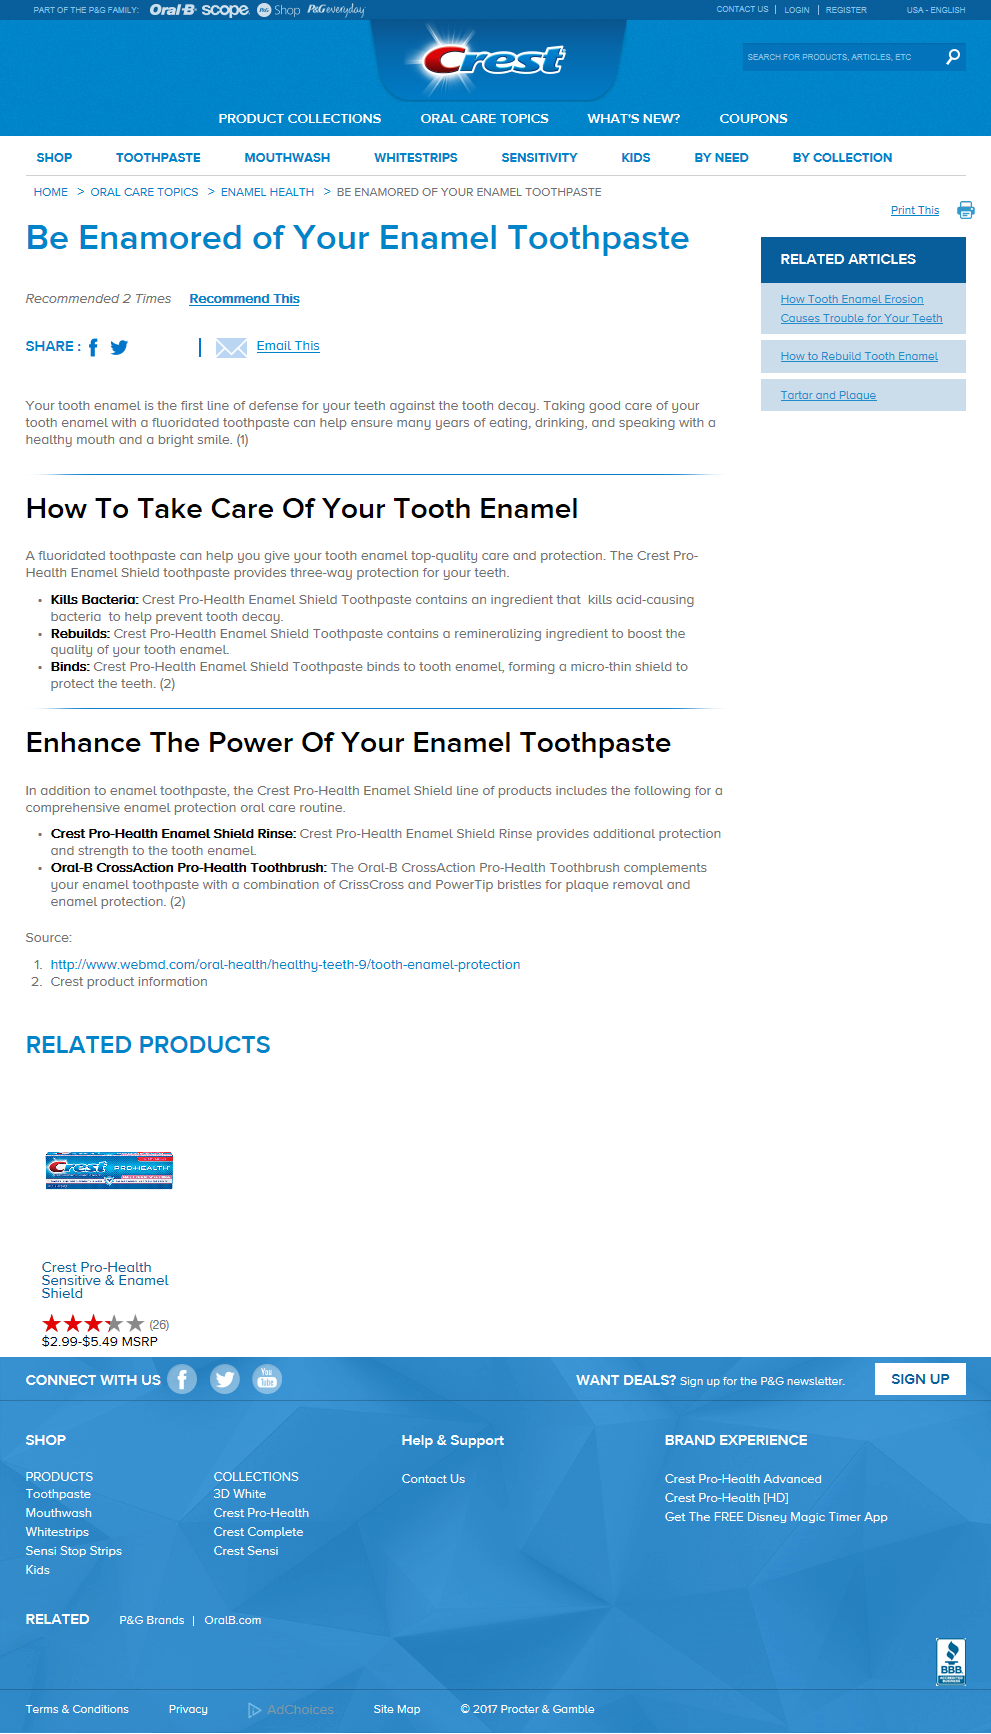 PART OF THE P&G FAMILY: Oral-B scope P&G Shop P&G everyday
CONTACT US | LOGIN | REGISTER USA - ENGLISH
Crest
SEARCH FOR PRODUCTS, ARTICLES, ETC
PRODUCT COLLECTIONS ORAL CARE TOPICS WHAT'S NEW? COUPONS
SHOP TOOTHPASTE MOUTHWASH WHITESTRIPS SENSITIVITY KIDS BY NEED BY COLLECTION
HOME > ORAL CARE TOPICS > ENAMEL HEALTH > BE ENAMORED OF YOUR ENAMEL TOOTHPASTE
Print This
Be Enamored of Your Enamel Toothpaste
Recommended 2 Times Recommend This
SHARE : Email This
RELATED ARTICLES
How Tooth Enamel Erosion
Causes Trouble for Your Teeth
How to Rebuild Tooth Enamel
Tartar and Plaque
Your tooth enamel is the first line of defense for your teeth against the tooth decay. Taking good care of your
tooth enamel with a fluoridated toothpaste can help ensure many years of eating, drinking, and speaking with a
healthy mouth and a bright smile. (1)
How To Take Care Of Your Tooth Enamel
A fluoridated toothpaste can help you give your tooth enamel top-quality care and protection. The Crest Pro-
Health Enamel Shield toothpaste provides three-way protection for your teeth.
• Kills Bacteria: Crest Pro-Health Enamel Shield Toothpaste contains an ingredient that kills acid-causing
bacteria to help prevent tooth decay.
• Rebuilds: Crest Pro-Health Enamel Shield Toothpaste contains a remineralizing ingredient to boost the
quality of your tooth enamel.
• Binds: Crest Pro-Health Enamel Shield Toothpaste binds to tooth enamel, forming a micro-thin shield to
protect the teeth. (2)
Enhance The Power Of Your Enamel Toothpaste
In addition to enamel toothpaste, the Crest Pro-Health Enamel Shield line of products includes the following for a
comprehensive enamel protection oral care routine.
• Crest Pro-Health Enamel Shield Rinse: Crest Pro-Health Enamel Shield Rinse provides additional protection
and strength to the tooth enamel.
• Oral-B CrossAction Pro-Health Toothbrush: The Oral-B CrossAction Pro-Health Toothbrush complements
your enamel toothpaste with a combination of CrissCross and PowerTip bristles for plaque removal and
enamel protection. (2)
Source:
1. http://www.webmd.com/oral-health/healthy-teeth-9/tooth-enamel-protection
2. Crest product information
RELATED PRODUCTS
Crest PRO-HEALTH
Crest Pro-Health
Sensitive & Enamel
Shield
(26)
$2.99-$5.49 MSRP
CONNECT WITH US You Tube WANT DEALS? Sign up for the P&G newsletter. SIGN UP
SHOP Help & Support BRAND EXPERIENCE
PRODUCTS
Toothpaste
Mouthwash
Whitestrips
Sensi Stop Strips
Kids
COLLECTIONS
3D White
Crest Pro-Health
Crest Complete
Crest Sensi
Contact Us
Crest Pro-Health Advanced
Crest Pro-Health [HD]
Get The FREE Disney Magic Timer App
RELATED P&G Brands | OralB.com
BBB
ACCREDITED
BUSINESS
Terms & Conditions Privacy AdChoices Site Map © 2017 Procter & Gamble